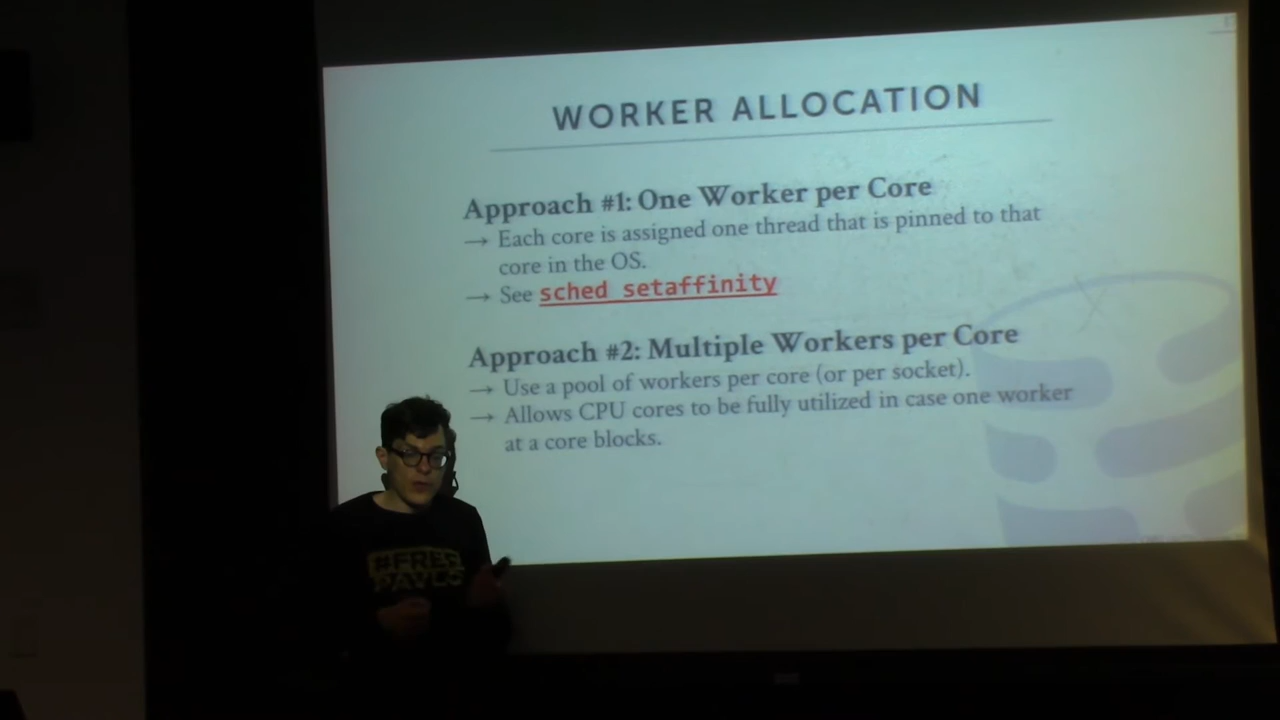 WORKER ALLOCATION
Approach #1: One Worker per Core
→ Each core is assigned one thread that is pinned to that
core in the OS.
→ See sched_setaffinity
Approach #2: Multiple Workers per Core
→ Use a pool of workers per core (or per socket).
→ Allows CPU cores to be fully utilized in case one worker
at a core blocks.
#FREE
PAVLO